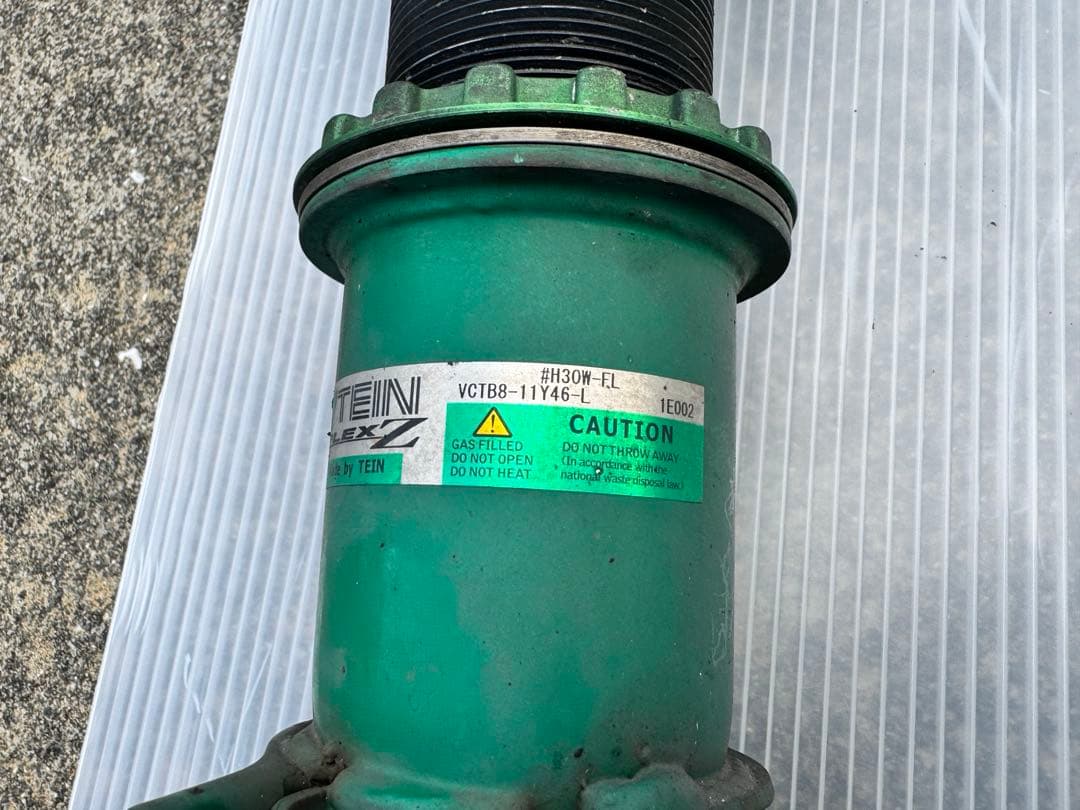 #H30W-FL
VCTB8-11Y46-L
1E002
TEIN
LEX Z
by TEIN
CAUTION
GAS FILLED
DO NOT OPEN
DO NOT HEAT
DO NOT THROW AWAY
(In accordance with the
national waste disposal law.)